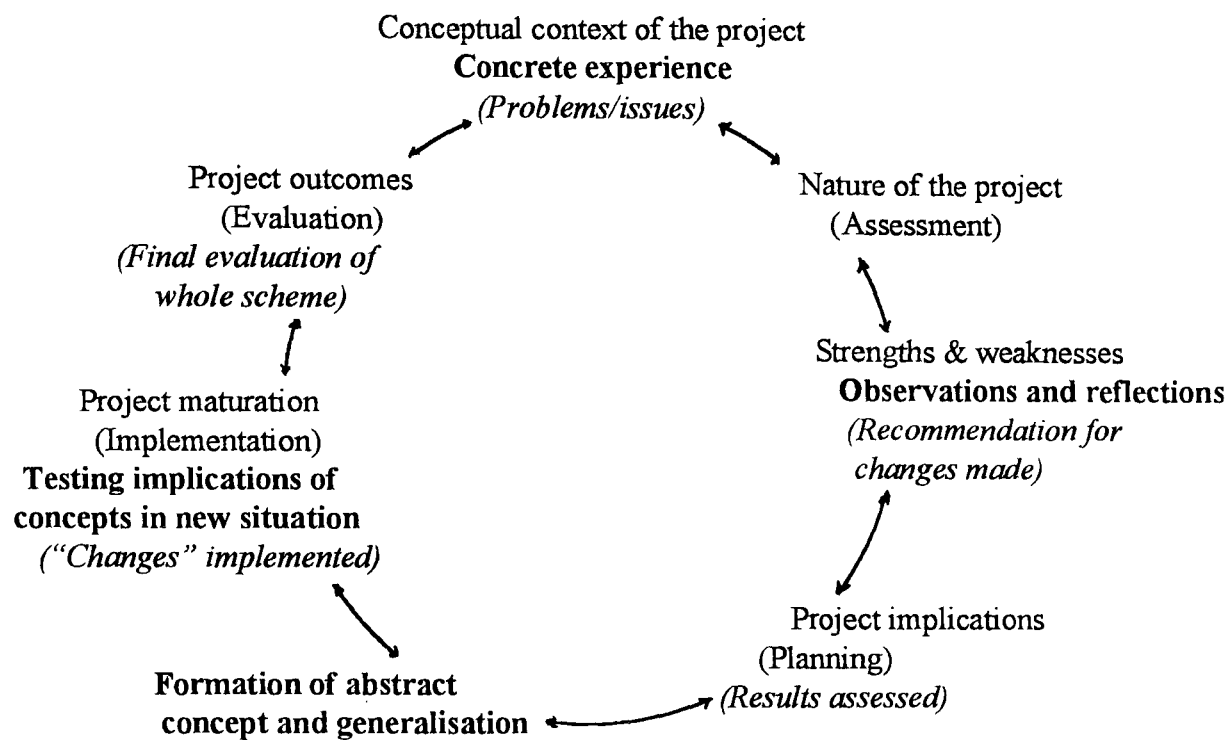 Conceptual context of the project
Concrete experience
(Problems/issues)
Nature of the project
(Assessment)
Strengths & weaknesses
Observations and reflections
(Recommendation for
changes made)
Project implications
(Planning)
(Results assessed)
Formation of abstract
concept and generalisation
Project maturation
(Implementation)
Testing implications of
concepts in new situation
("Changes" implemented)
Project outcomes
(Evaluation)
(Final evaluation of
whole scheme)